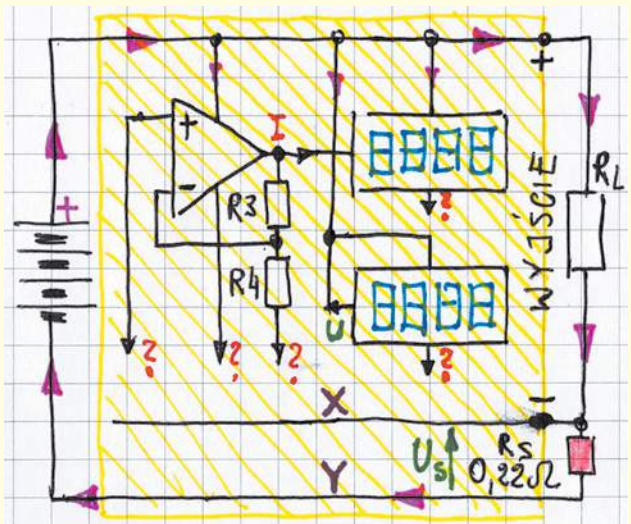 +
+
I
8888
-
R3
?
WYJŚCIE
RL
R4
8888
U
? ? ? ?
-
X
US
RS
0,22Ω
Y
+